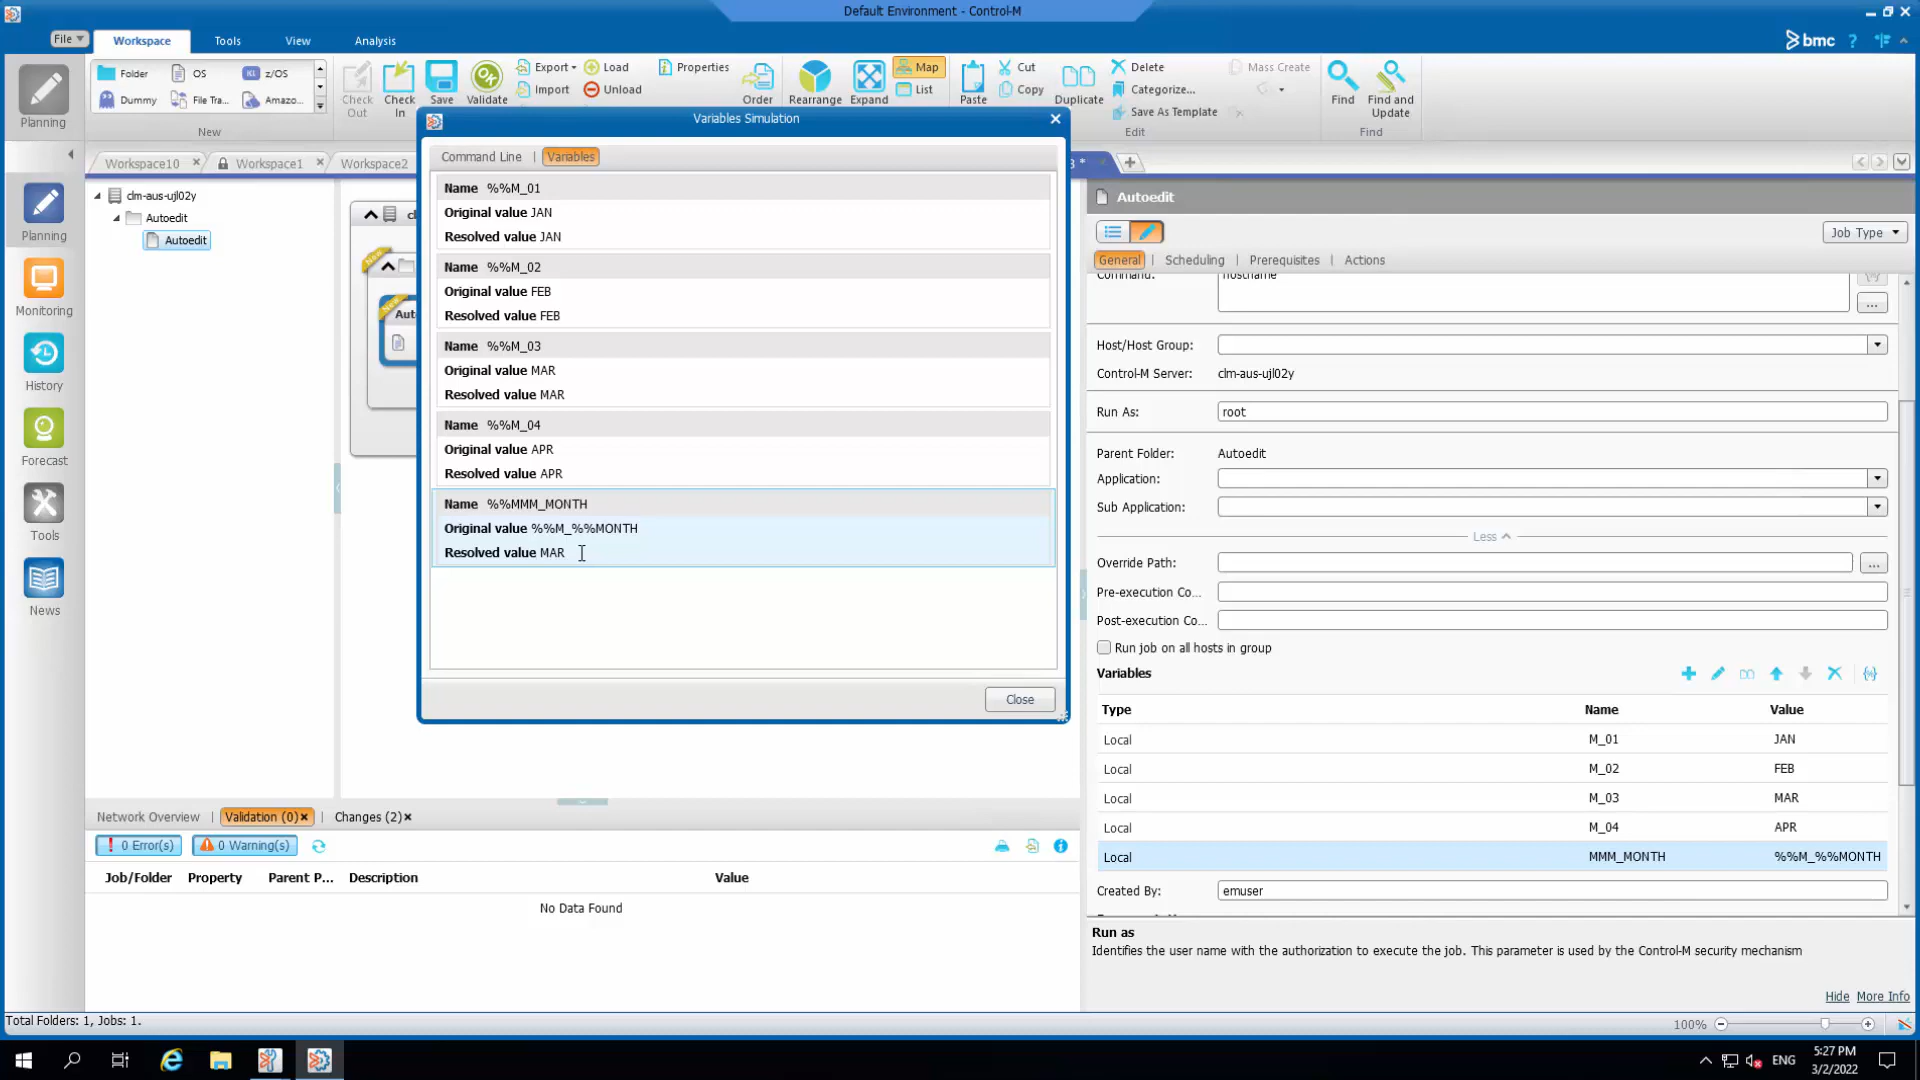 Default Environment - Control-M
File
Workspace
Tools
View
Analysis
bmc
?
Planning
Folder
OS
z/OS
Dummy
File Tra...
Amazo...
New
Check Out
Check In
Save
Validate
Export
Import
Load
Unload
Properties
Order
Rearrange
Expand
Map
List
Paste
Cut
Copy
Duplicate
Delete
Categorize...
Save As Template
Edit
Mass Create
Find
Find and Update
Find
Workspace10
Workspace1
Workspace2
3 *
Planning
Monitoring
History
Forecast
Tools
News
clm-aus-ujl02y
Autoedit
Autoedit
Variables Simulation
Command Line
Variables
Name %%M_01
Original value JAN
Resolved value JAN
Name %%M_02
Original value FEB
Resolved value FEB
Name %%M_03
Original value MAR
Resolved value MAR
Name %%M_04
Original value APR
Resolved value APR
Name %%MMM_MONTH
Original value %%M_%%MONTH
Resolved value MAR
Close
Autoedit
Job Type
General
Scheduling
Prerequisites
Actions
Command:
hostname
...
Host/Host Group:
Control-M Server: clm-aus-ujl02y
Run As: root
Parent Folder: Autoedit
Application:
Sub Application:
Less
Override Path:
...
Pre-execution Co...
Post-execution Co...
Run job on all hosts in group
Variables
Type Name Value
Local M_01 JAN
Local M_02 FEB
Local M_03 MAR
Local M_04 APR
Local MMM_MONTH %%M_%%MONTH
Created By: emuser
Run as
Identifies the user name with the authorization to execute the job. This parameter is used by the Control-M security mechanism
Hide More Info
Network Overview
Validation (0)
Changes (2)
0 Error(s)
0 Warning(s)
Job/Folder Property Parent P... Description Value
No Data Found
Total Folders: 1, Jobs: 1.
100%
ENG
5:27 PM
3/2/2022